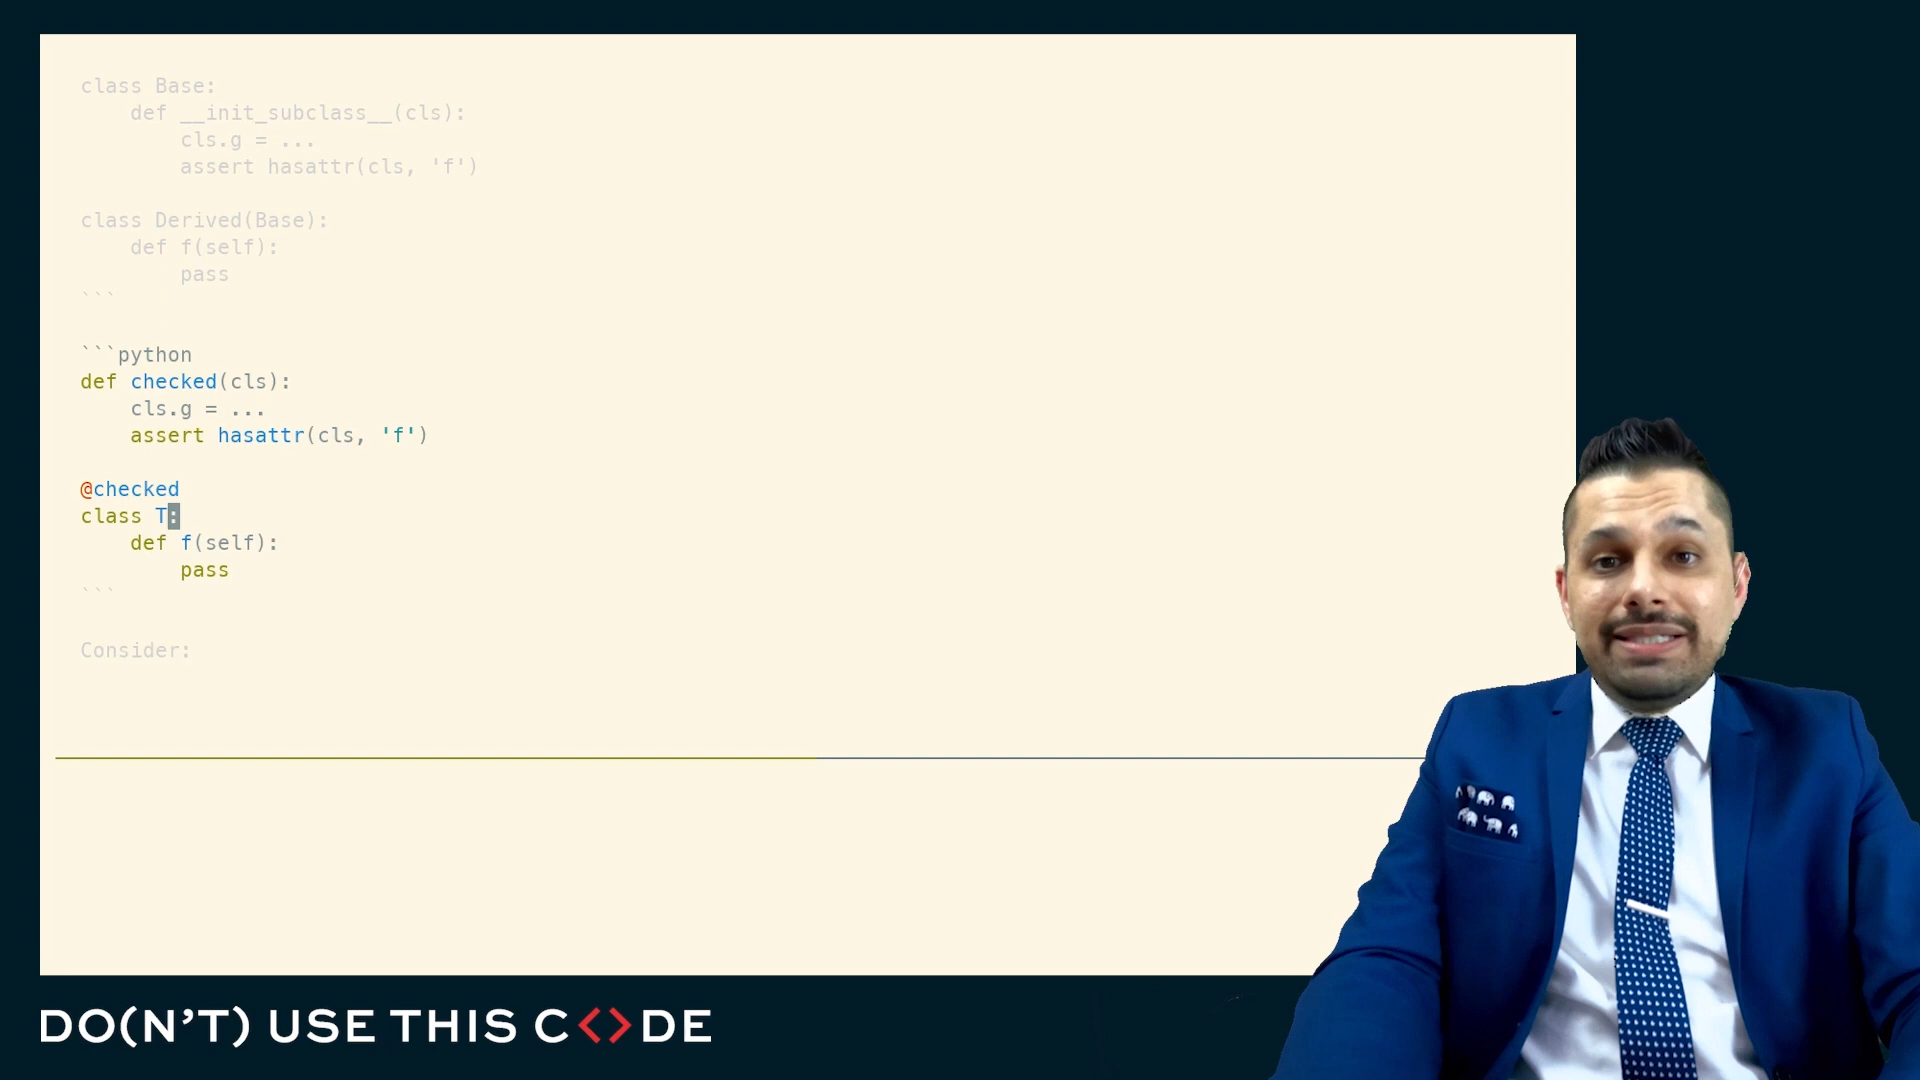 class Base:
    def __init_subclass__(cls):
        cls.g = ...
        assert hasattr(cls, 'f')
class Derived(Base):
    def f(self):
        pass
```
```python
def checked(cls):
    cls.g = ...
    assert hasattr(cls, 'f')
@checked
class T:
    def f(self):
        pass
```
Consider:
DO(N’T) USE THIS C<>DE